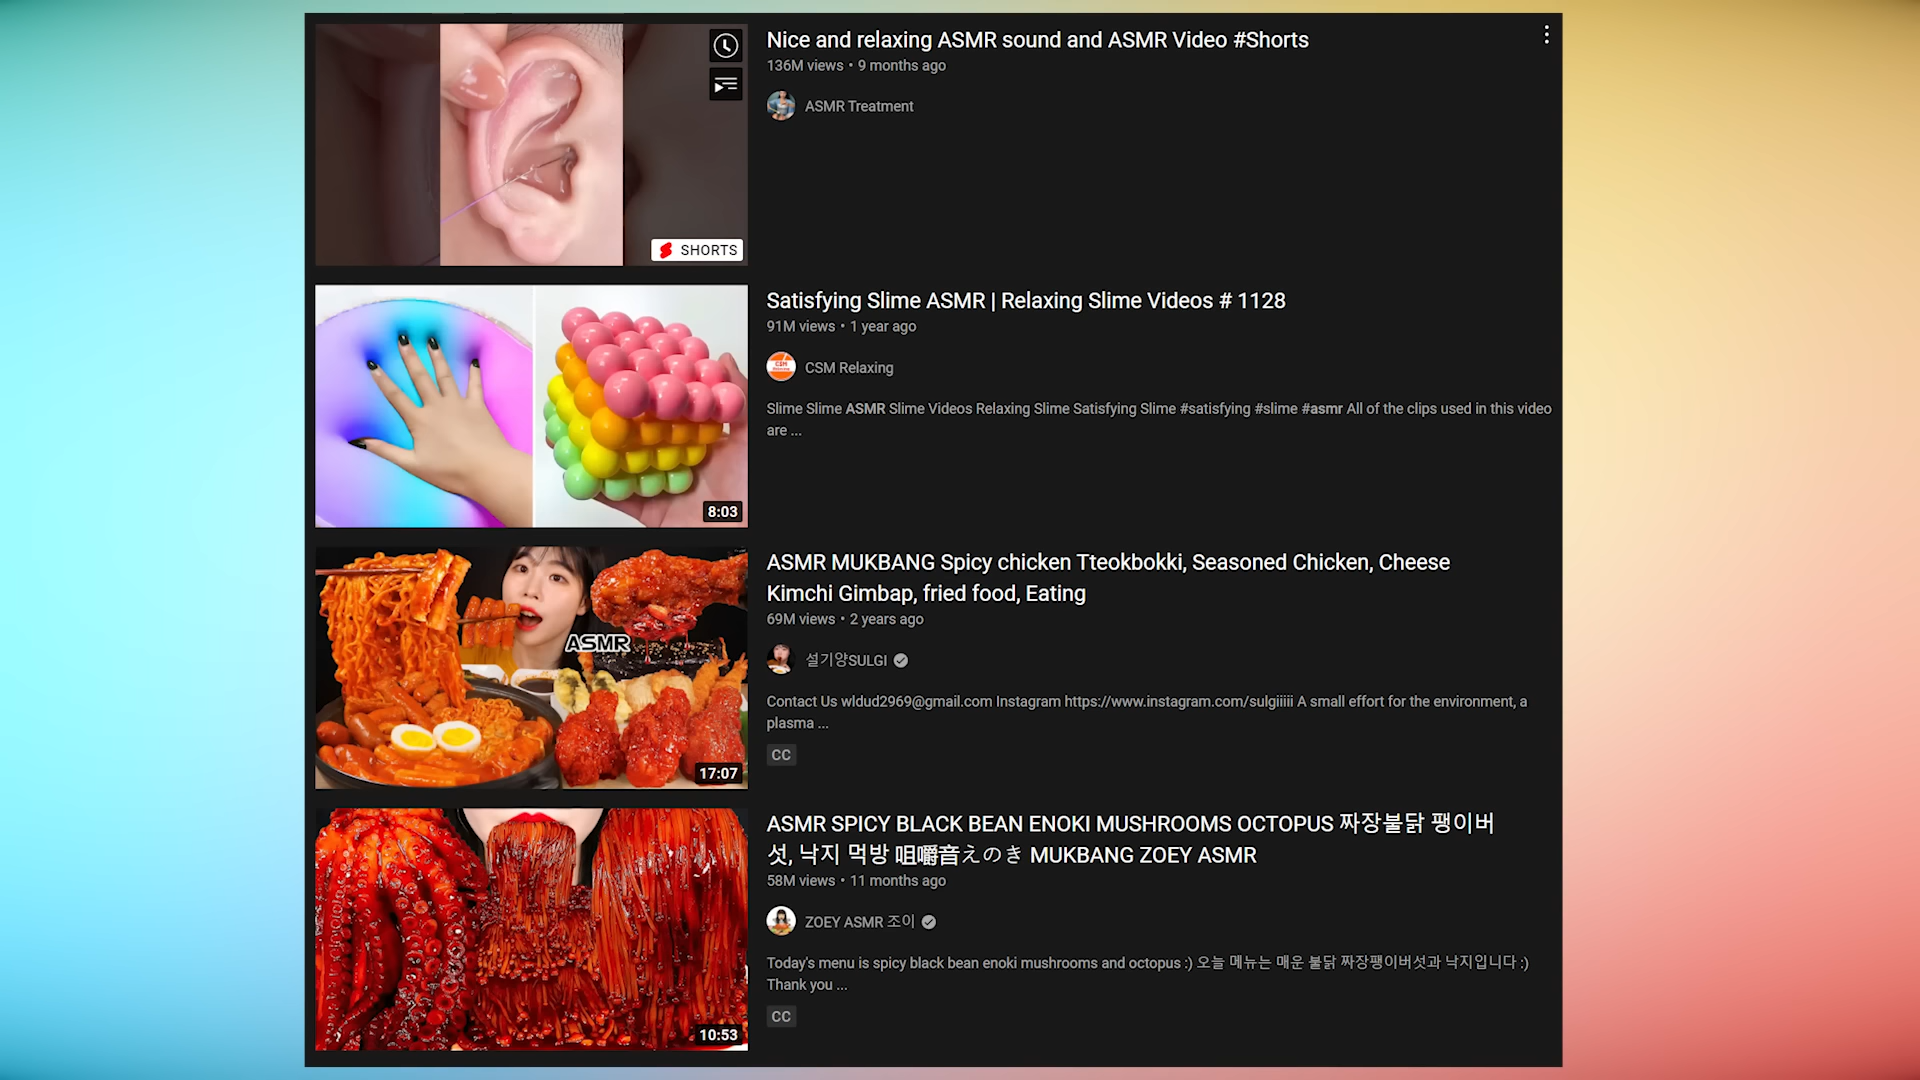 Nice and relaxing ASMR sound and ASMR Video #Shorts
136M views • 9 months ago
ASMR Treatment
SHORTS
Satisfying Slime ASMR | Relaxing Slime Videos # 1128
91M views • 1 year ago
CSM Relaxing
Slime Slime ASMR Slime Videos Relaxing Slime Satisfying Slime #satisfying #slime #asmr All of the clips used in this video
are ...
8:03
ASMR MUKBANG Spicy chicken Tteokbokki, Seasoned Chicken, Cheese
Kimchi Gimbap, fried food, Eating
69M views • 2 years ago
ASMR
설기양SULGI
Contact Us wldud2969@gmail.com Instagram https://www.instagram.com/sulgiiiii A small effort for the environment, a
plasma ...
CC
17:07
ASMR SPICY BLACK BEAN ENOKI MUSHROOMS OCTOPUS 짜장불닭 팽이버
섯, 낙지 먹방 咀嚼音えのき MUKBANG ZOEY ASMR
58M views • 11 months ago
ZOEY ASMR 조이
Today's menu is spicy black bean enoki mushrooms and octopus :) 오늘 메뉴는 매운 불닭 짜장팽이버섯과 낙지입니다 :)
Thank you ...
CC
10:53